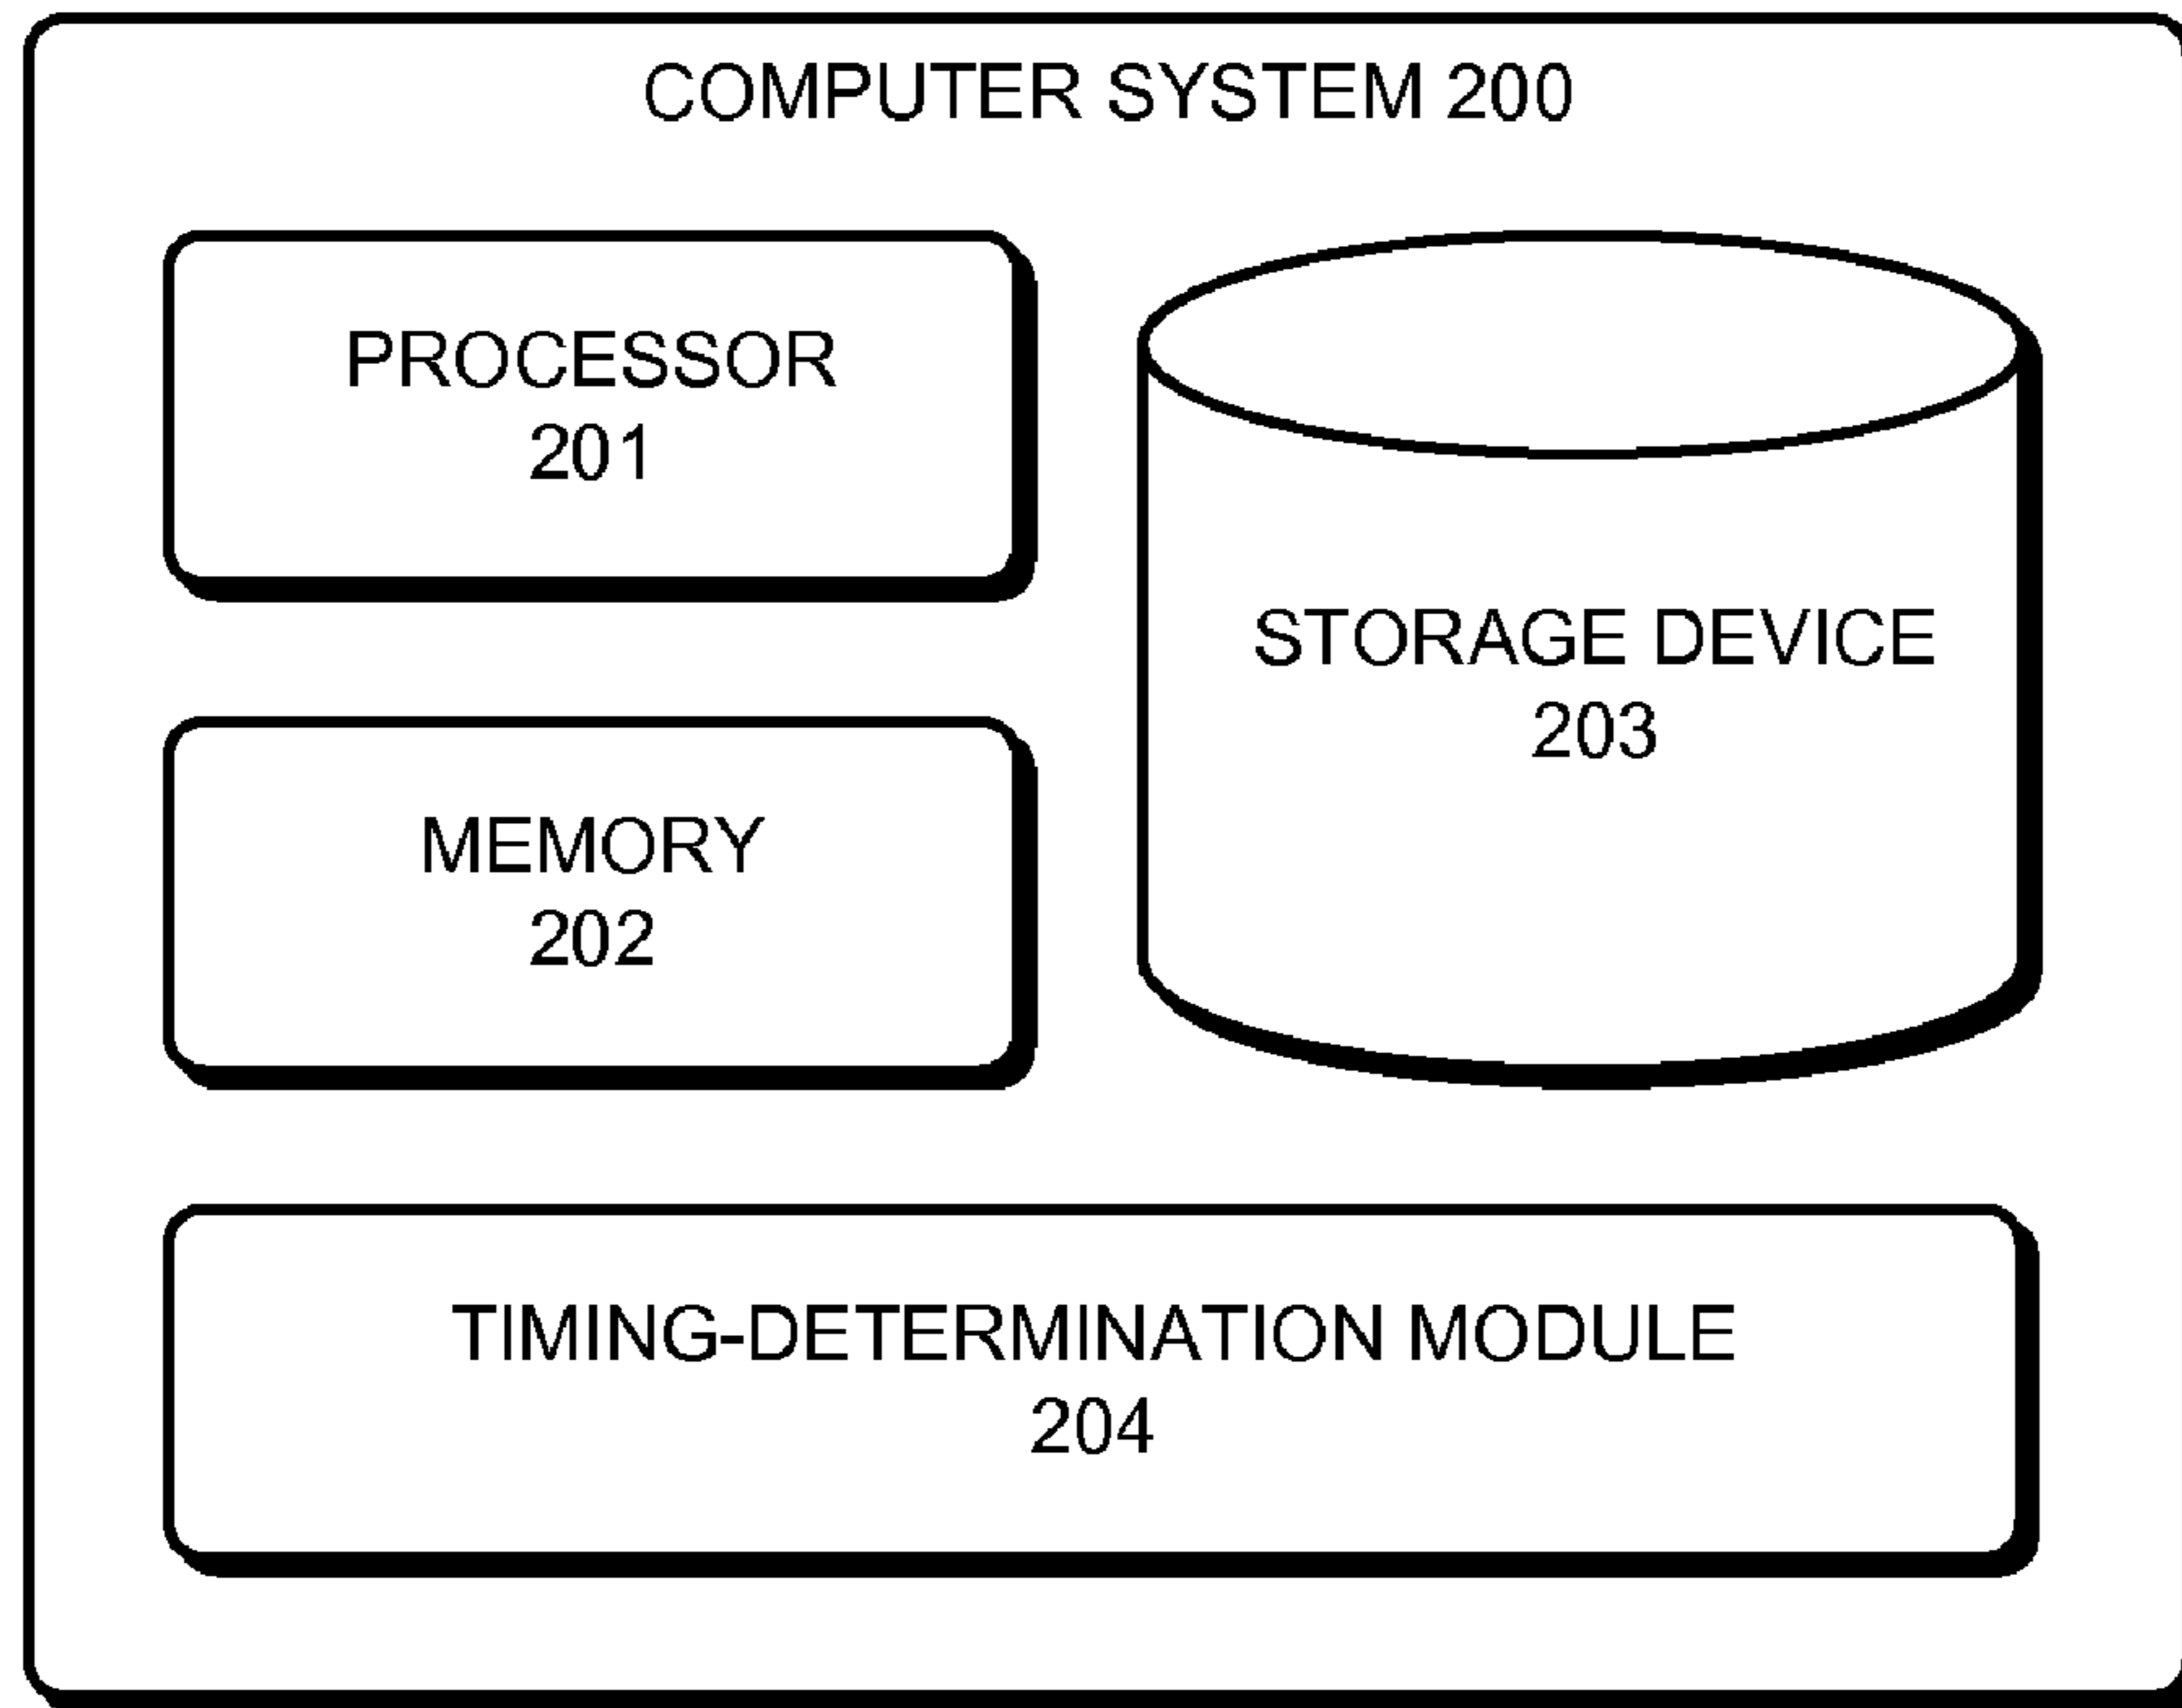 COMPUTER SYSTEM 200
PROCESSOR
201
MEMORY
202
STORAGE DEVICE
203
TIMING-DETERMINATION MODULE
204